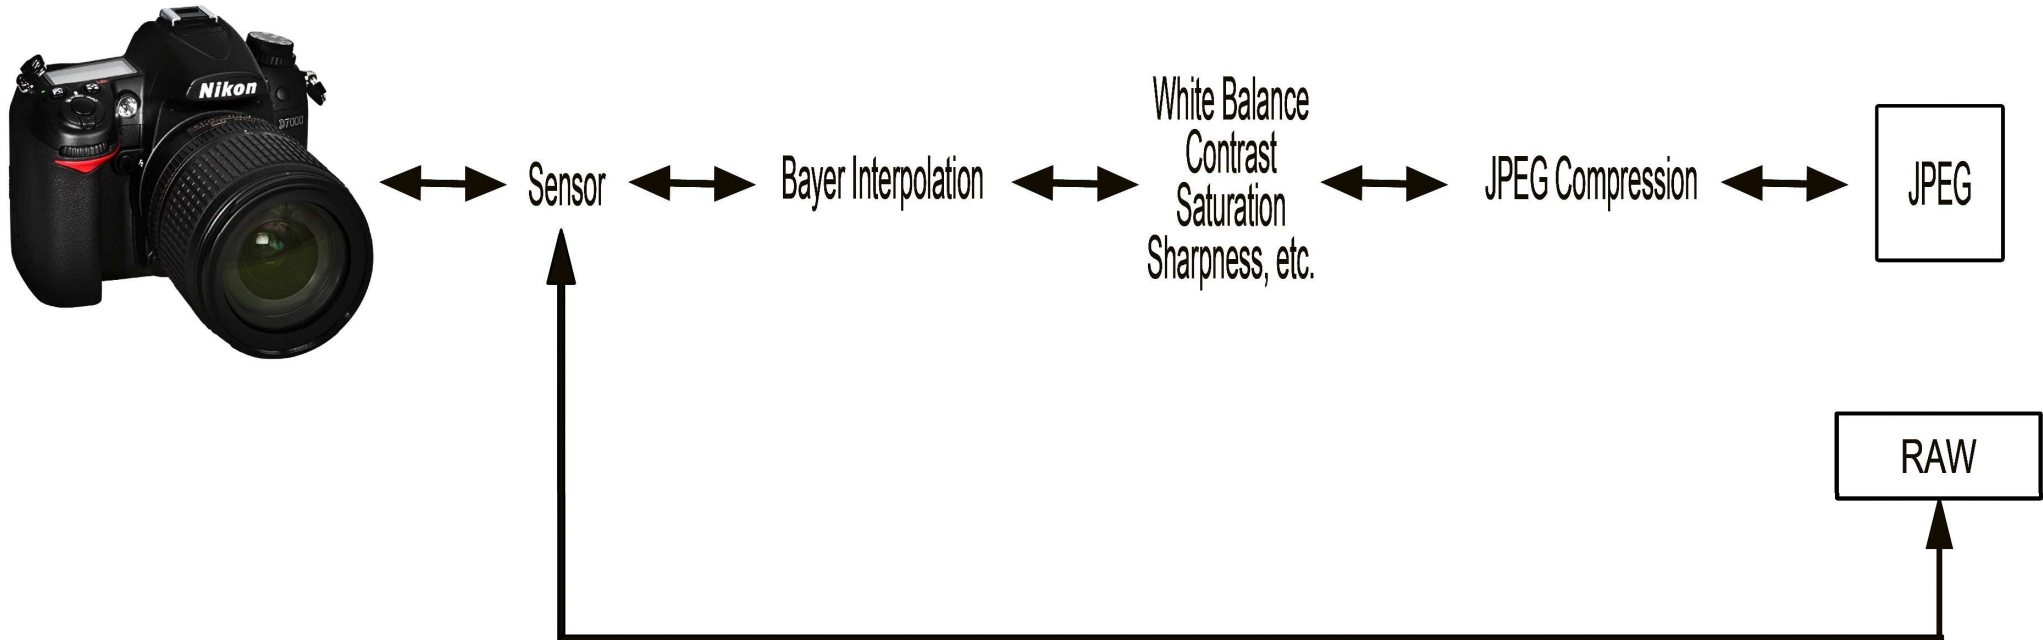 Nikon
D7000
Sensor
Bayer Interpolation
White Balance
Contrast
Saturation
Sharpness, etc.
JPEG Compression
JPEG
RAW